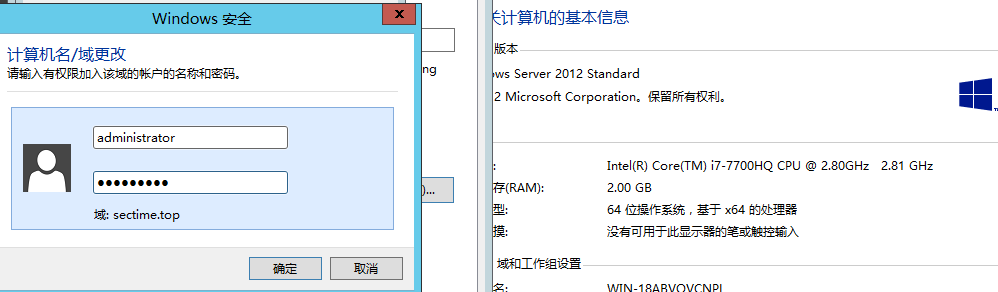 Windows 安全
x
计算机名/域更改
请输入有权限加入该域的帐户的名称和密码。
administrator
●●●●●●●●●
域: sectime.top
确定
取消
ng
)...
关计算机的基本信息
版本
ows Server 2012 Standard
2 Microsoft Corporation。保留所有权利。
TM
: Intel(R) Core(TM) i7-7700HQ CPU @ 2.80GHz 2.81 GHz
存(RAM): 2.00 GB
型: 64 位操作系统，基于 x64 的处理器
摸: 没有可用于此显示器的笔或触控输入
域和工作组设置
名: WIN-18ABVOVCNPL